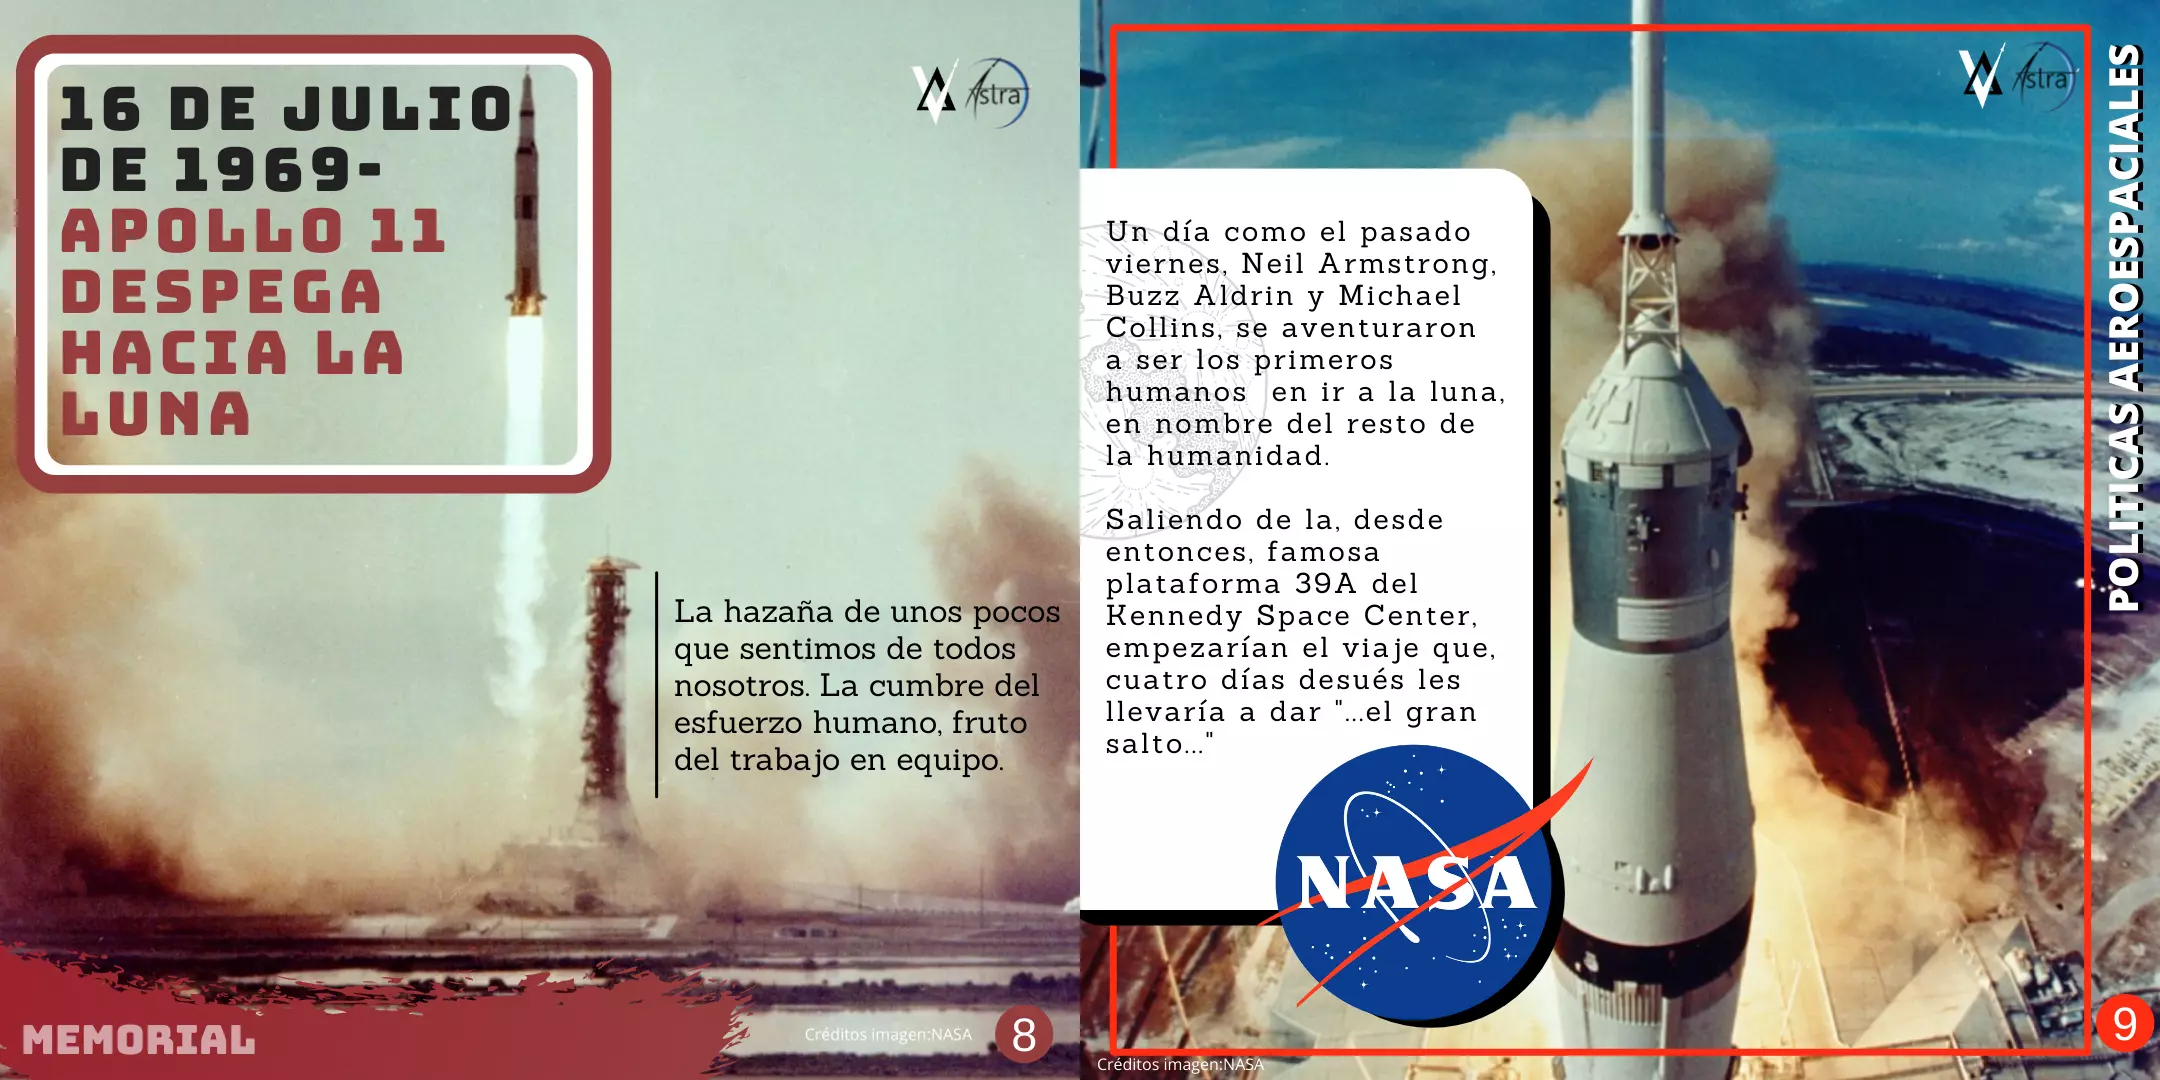 16 DE JULIO
DE 1969-
APOLLO 11
DESPEGA
HACIA LA
LUNA
Astra
La hazaña de unos pocos
que sentimos de todos
nosotros. La cumbre del
esfuerzo humano, fruto
del trabajo en equipo.
MEMORIAL
Créditos imagen:NASA
8
Astra
POLITICAS AEROESPACIALES
Un día como el pasado
viernes, Neil Armstrong,
Buzz Aldrin y Michael
Collins, se aventuraron
a ser los primeros
humanos en ir a la luna,
en nombre del resto de
la humanidad.
Saliendo de la, desde
entonces, famosa
plataforma 39A del
Kennedy Space Center,
empezarían el viaje que,
cuatro días desués les
llevaría a dar "...el gran
salto..."
NASA
Créditos imagen:NASA
9